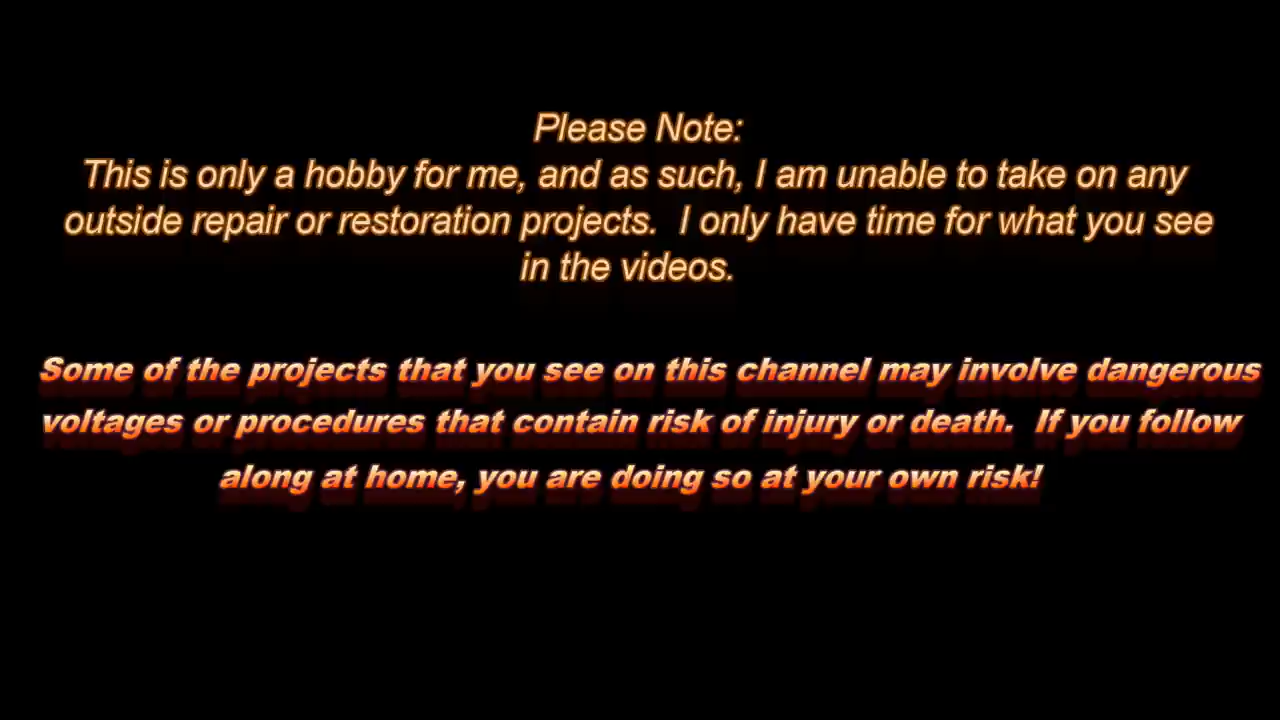 Please Note:
This is only a hobby for me, and as such, I am unable to take on any
outside repair or restoration projects.  I only have time for what you see
in the videos.
Some of the projects that you see on this channel may involve dangerous
voltages or procedures that contain risk of injury or death.  If you follow
along at home, you are doing so at your own risk!